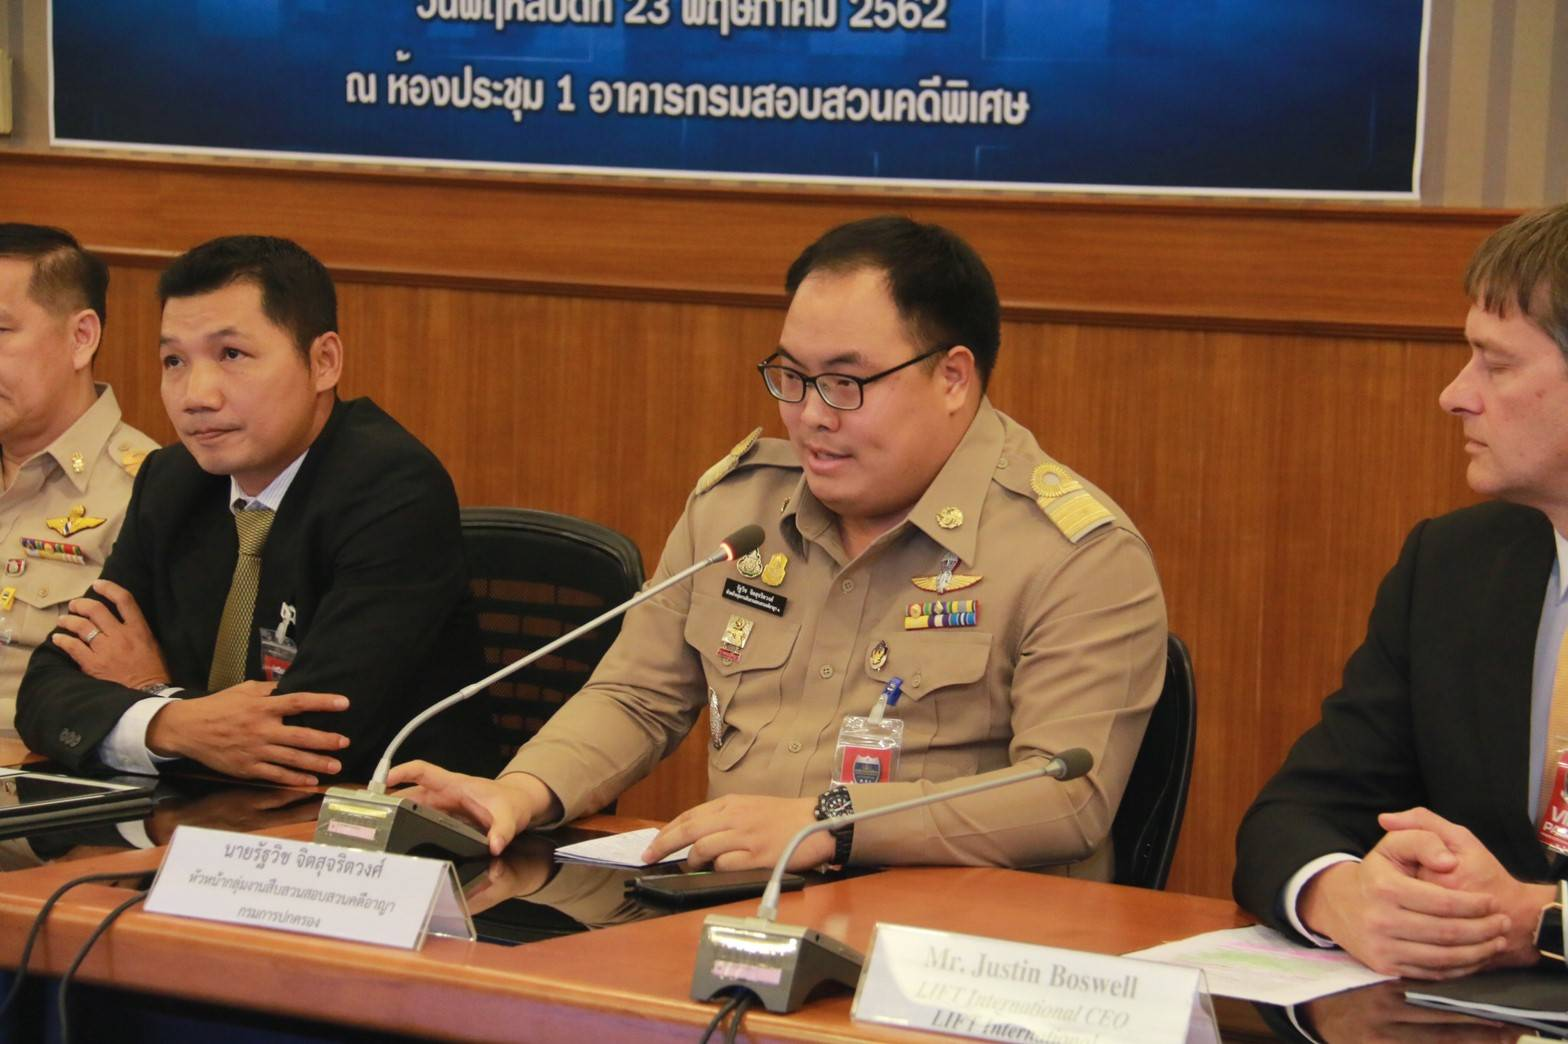 วันพฤหัสบดีที่ 23 พฤษภาคม 2562
ณ ห้องประชุม 1 อาคารกรมสอบสวนคดีพิเศษ
นายรัฐวิช จิตสุจริตวงศ์
หัวหน้ากลุ่มงานสืบสวนสอบสวนคดีอาญา
กรมการปกครอง
Mr. Justin Boswell
LIFT International CEO
LIFT International